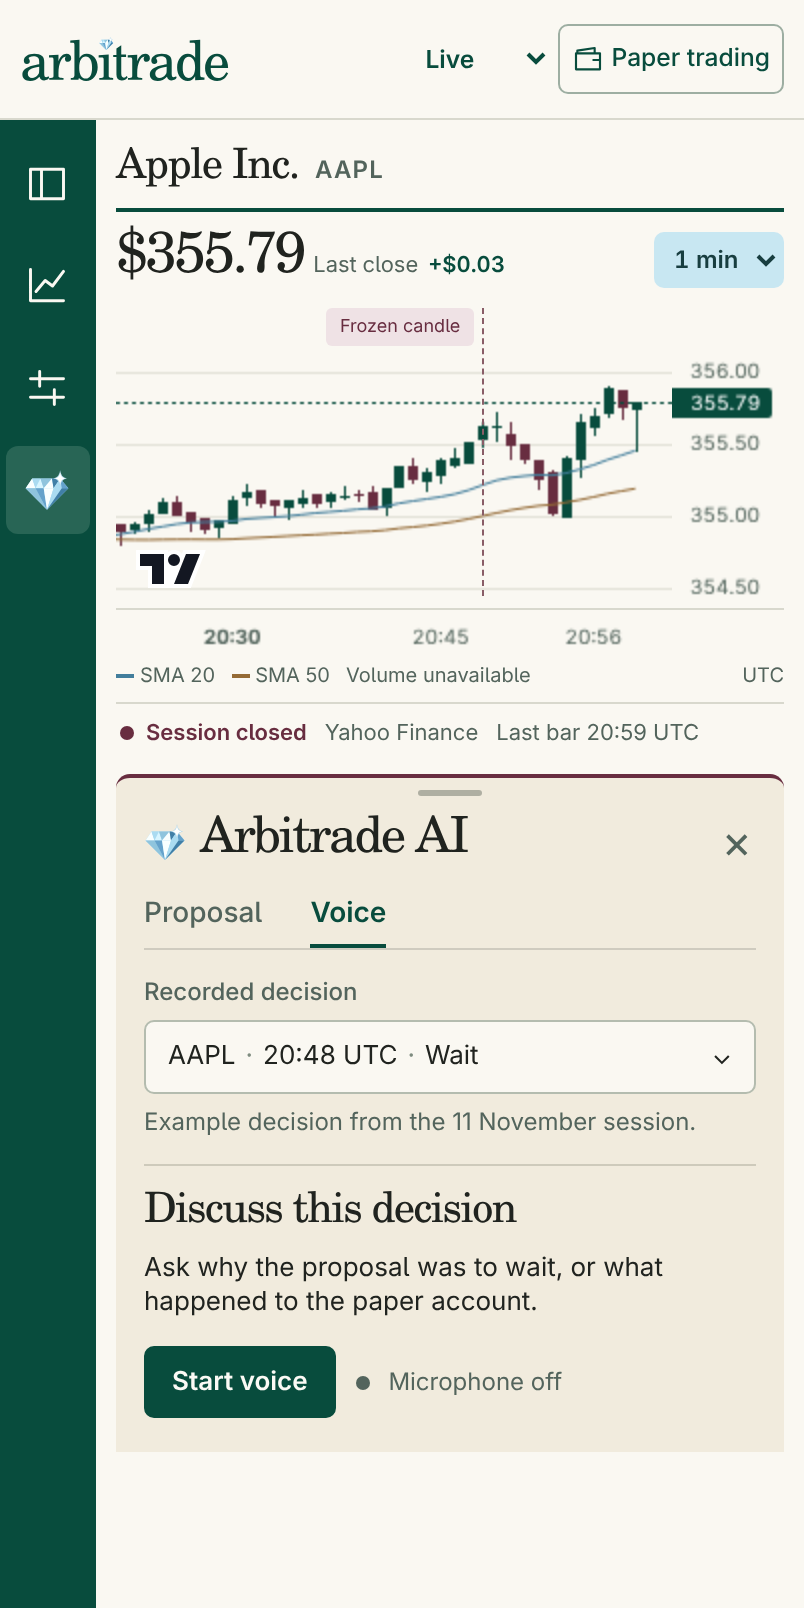 arbitrade
Live
Paper trading
Apple Inc. AAPL
$355.79 Last close +$0.03
1 min
Frozen candle
356.00
355.79
355.50
355.00
354.50
20:30 20:45 20:56
SMA 20 SMA 50 Volume unavailable UTC
Session closed Yahoo Finance Last bar 20:59 UTC
Arbitrade AI
Proposal Voice
Recorded decision
AAPL · 20:48 UTC · Wait
Example decision from the 11 November session.
Discuss this decision
Ask why the proposal was to wait, or what
happened to the paper account.
Start voice
Microphone off